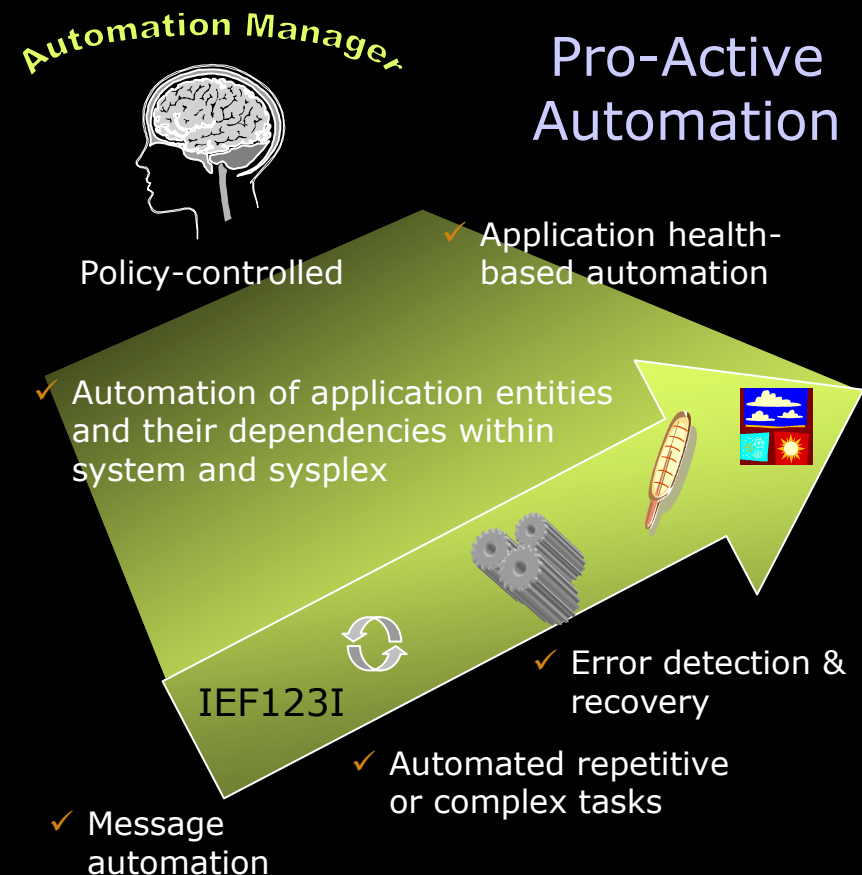 Automation Manager
Pro-Active
Automation
Policy-controlled
✓ Application health-
based automation
✓ Automation of application entities
and their dependencies within
system and sysplex
IEF123I
✓ Error detection &
recovery
✓ Automated repetitive
or complex tasks
✓ Message
automation